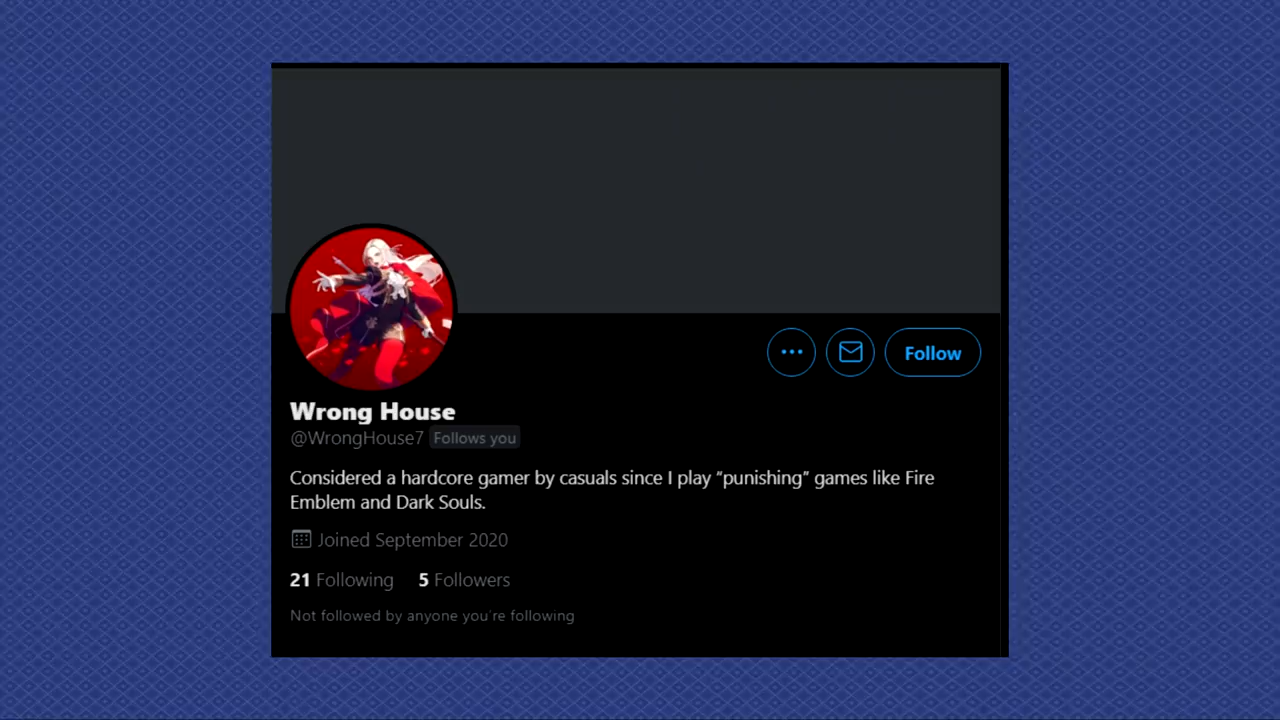 Follow
Wrong House
@WrongHouse7 Follows you
Considered a hardcore gamer by casuals since I play “punishing” games like Fire
Emblem and Dark Souls.
Joined September 2020
21 Following 5 Followers
Not followed by anyone you’re following